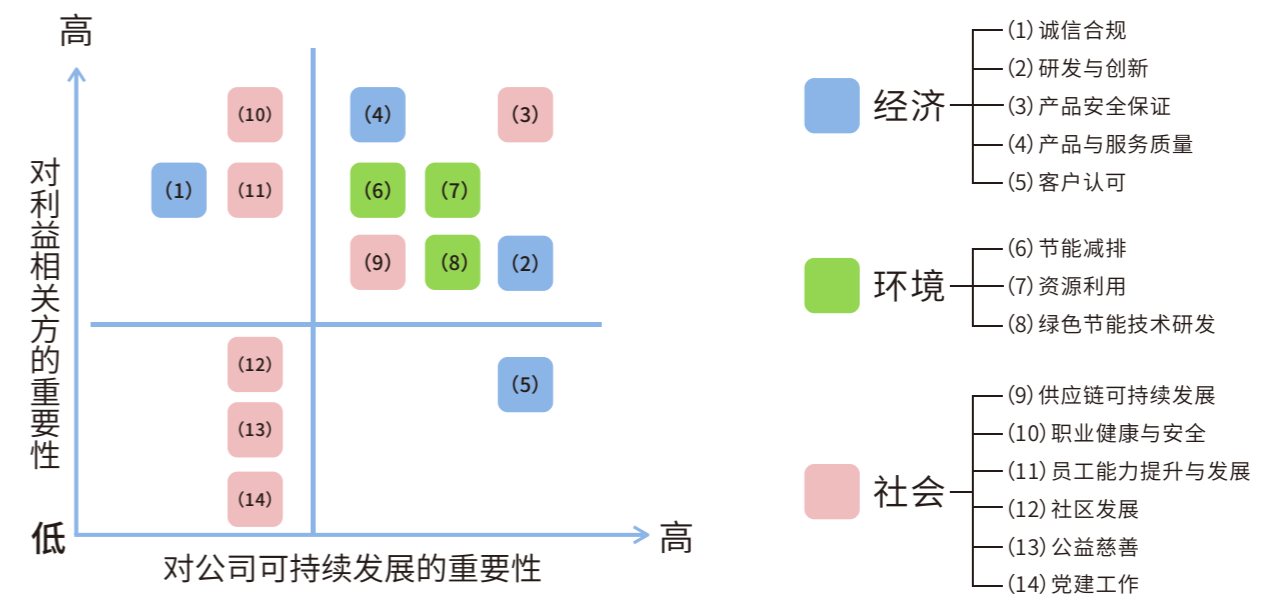 高
对利益相关方的重要性
(10)
(4)
(3)
(1)
(11)
(6)
(7)
(9)
(8)
(2)
(12)
(5)
(13)
(14)
低
高
对公司可持续发展的重要性
经济
(1) 诚信合规
(2) 研发与创新
(3) 产品安全保证
(4) 产品与服务质量
(5) 客户认可
环境
(6) 节能减排
(7) 资源利用
(8) 绿色节能技术研发
社会
(9) 供应链可持续发展
(10) 职业健康与安全
(11) 员工能力提升与发展
(12) 社区发展
(13) 公益慈善
(14) 党建工作